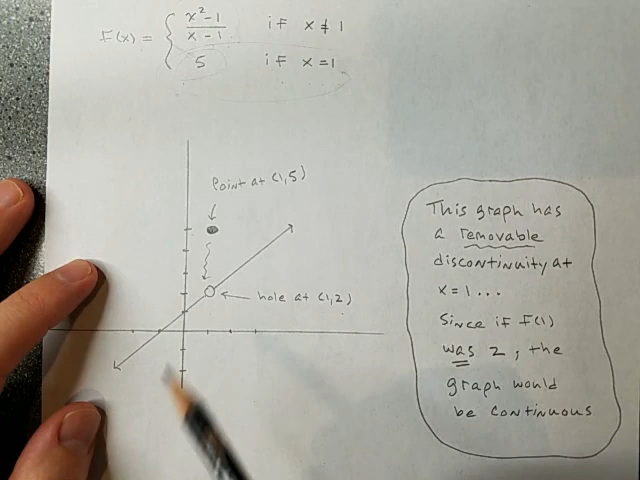 F(x) = { x²-1 / x-1 if x ≠ 1
5 if x = 1
Point at (1,5)
hole at (1,2)
This graph has
a removable
discontinuity at
x = 1 ...
Since if F(1)
was 2, the
graph would
be continuous